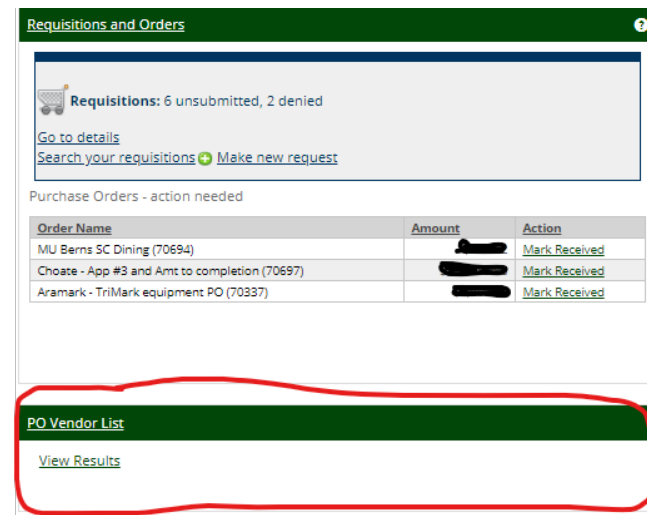 Requisitions and Orders ?
Requisitions: 6 unsubmitted, 2 denied
Go to details
Search your requisitions Make new request
Purchase Orders - action needed
Order Name Amount Action
MU Berns SC Dining (70694) Mark Received
Choate - App #3 and Amt to completion (70697) Mark Received
Aramark - TriMark equipment PO (70337) Mark Received
PO Vendor List
View Results